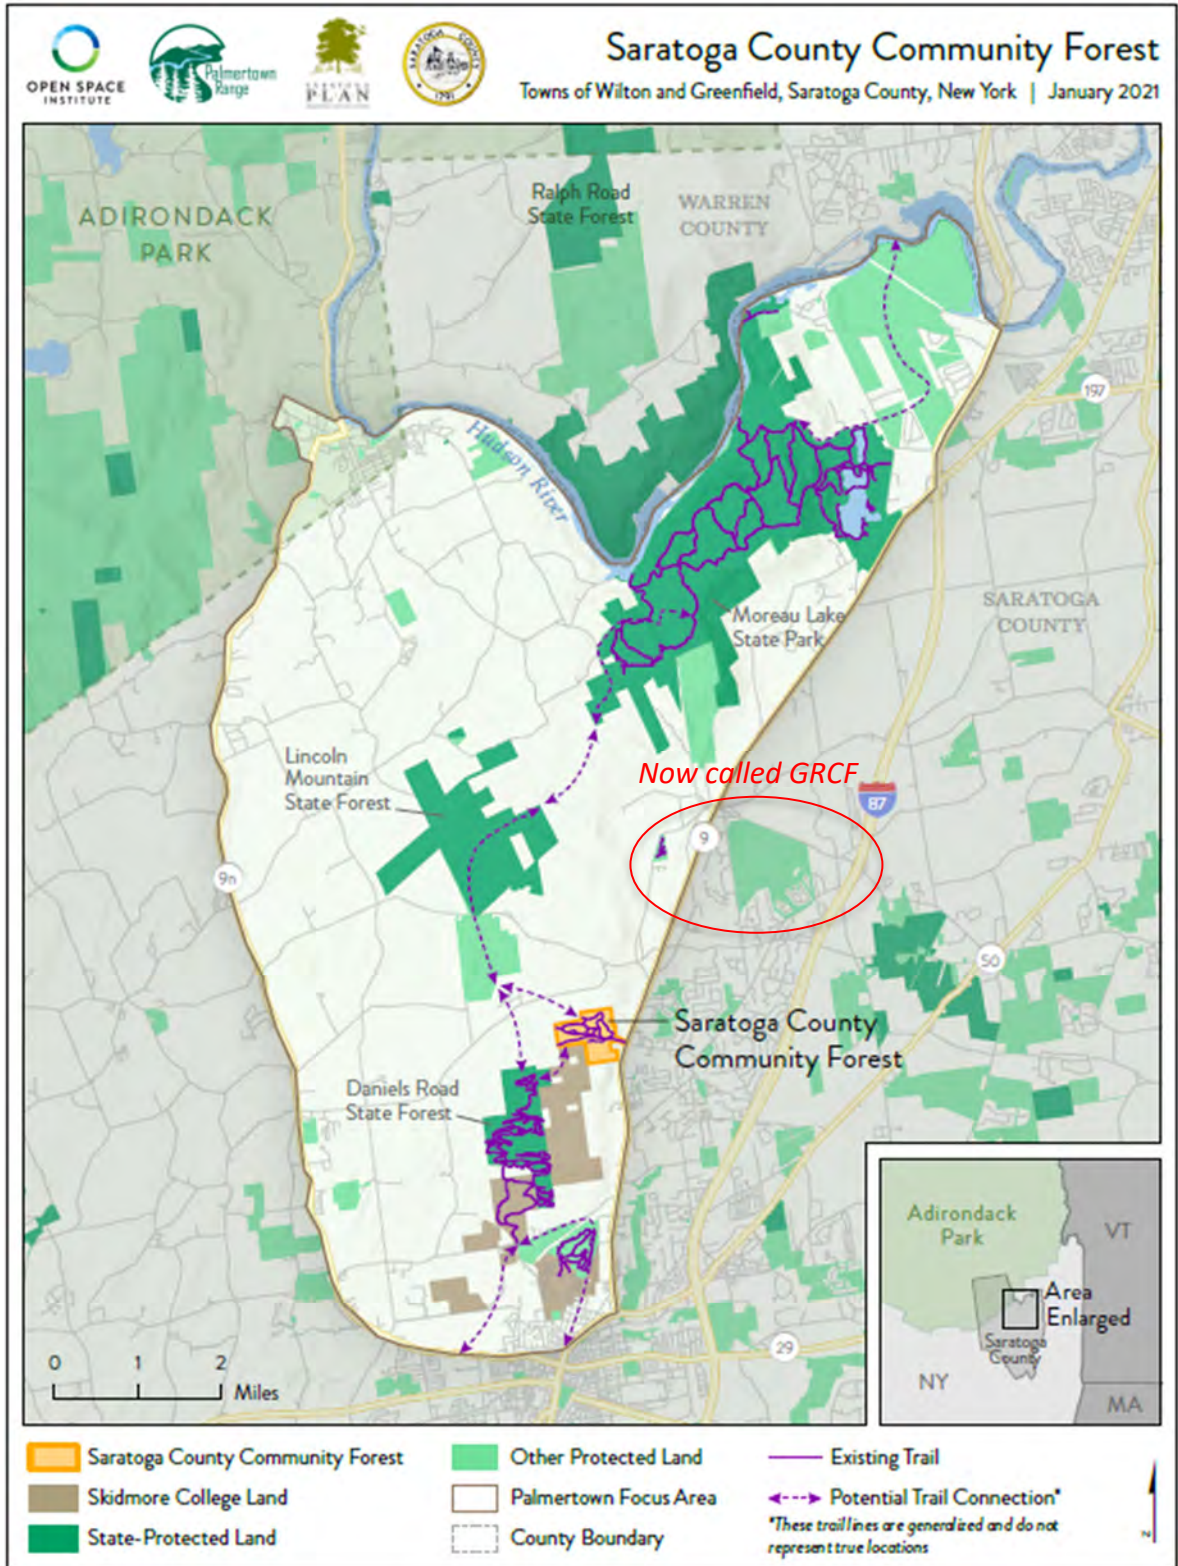 OPEN SPACE
INSTITUTE
Palmertown
Range
PLAN
SARATOGA COUNTY
1791
Saratoga County Community Forest
Towns of Wilton and Greenfield, Saratoga County, New York | January 2021
ADIRONDACK
PARK
Ralph Road
State Forest
WARREN
COUNTY
197
Hudson River
SARATOGA
COUNTY
Moreau Lake
State Park
Lincoln
Mountain
State Forest
Now called GRCF
87
9
9n
50
Saratoga County
Community Forest
Daniels Road
State Forest
29
0 1 2
Miles
Adirondack
Park
VT
Area
Enlarged
Saratoga
County
NY
MA
Saratoga County Community Forest
Skidmore College Land
State-Protected Land
Other Protected Land
Palmertown Focus Area
County Boundary
Existing Trail
Potential Trail Connection*
*These trail lines are generalized and do not
represent true locations
N